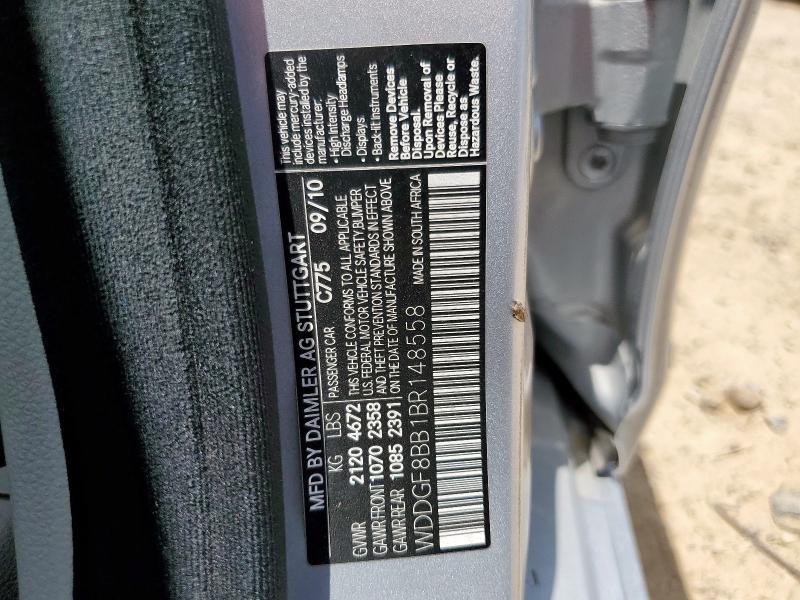 MFD BY DAIMLER AG STUTTGART
KG LBS PASSENGER CAR C/775 09/10
GVWR 2120 4672
GAWR FRONT 1070 2358
GAWR REAR 1085 2391
THIS VEHICLE CONFORMS TO ALL APPLICABLE
U.S. FEDERAL MOTOR VEHICLE SAFETY, BUMPER
AND THEFT PREVENTION STANDARDS IN EFFECT
ON THE DATE OF MANUFACTURE SHOWN ABOVE
WDDGF8BB1BR148558 MADE IN SOUTH AFRICA
This vehicle may
include mercury-added
devices installed by the
manufacturer:
• High Intensity
Discharge Headlamps
• Displays
• Back-lit Instruments
Remove Devices
Before Vehicle
Disposal.
Upon Removal of
Devices Please
Reuse, Recycle or
Dispose as
Hazardous Waste.